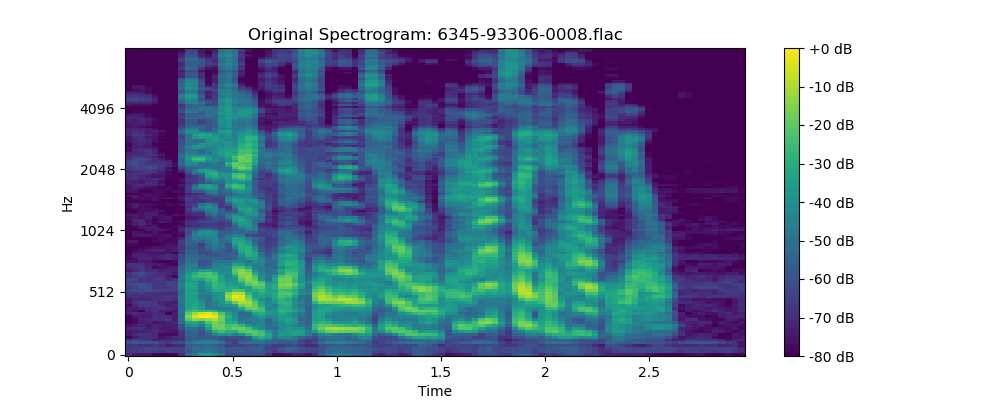 Original Spectrogram: 6345-93306-0008.flac
Hz
4096
2048
1024
512
0
0 0.5 1 1.5 2 2.5
Time
+0 dB
-10 dB
-20 dB
-30 dB
-40 dB
-50 dB
-60 dB
-70 dB
-80 dB